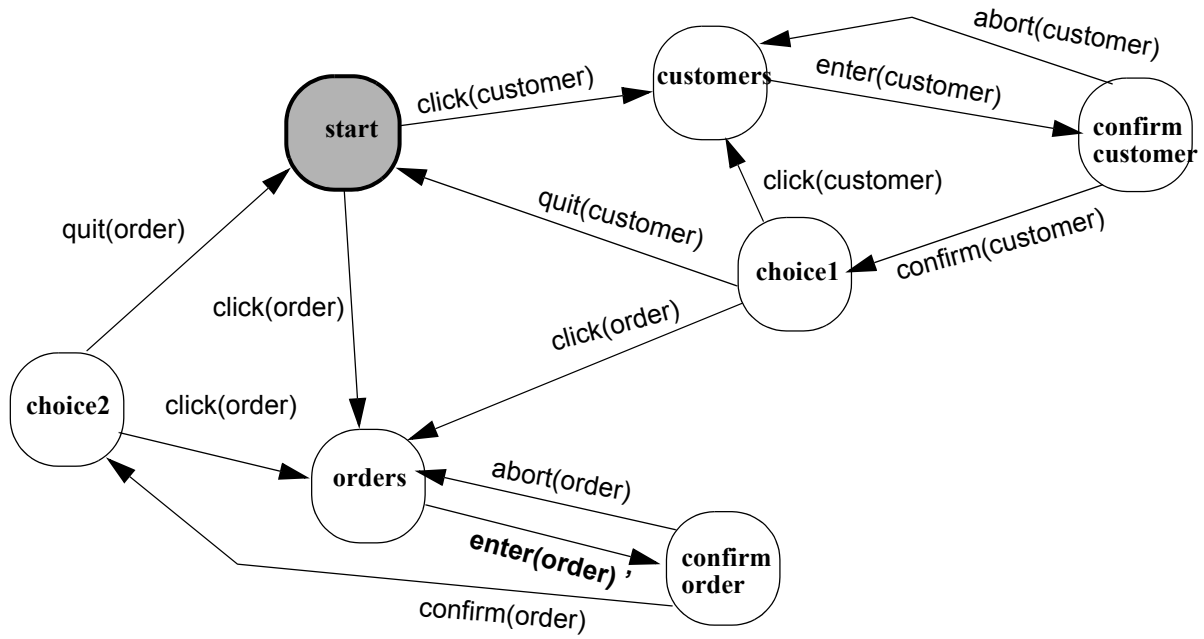 abort(customer)
customers
enter(customer)
click(customer)
start
confirm
customer
click(customer)
quit(customer)
quit(order)
confirm(customer)
choice1
click(order)
click(order)
choice2
click(order)
orders
abort(order)
enter(order) ,
confirm
order
confirm(order)